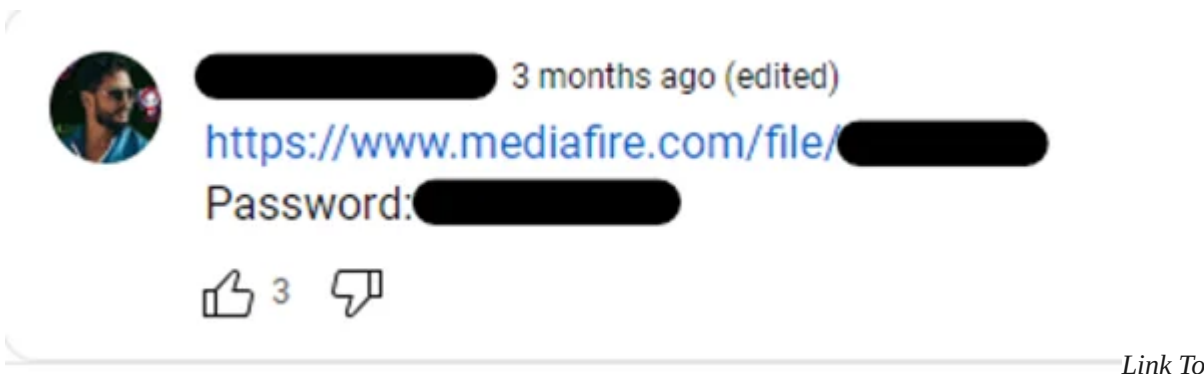 3 months ago (edited)
https://www.mediafire.com/file/
Password:
3
Link To